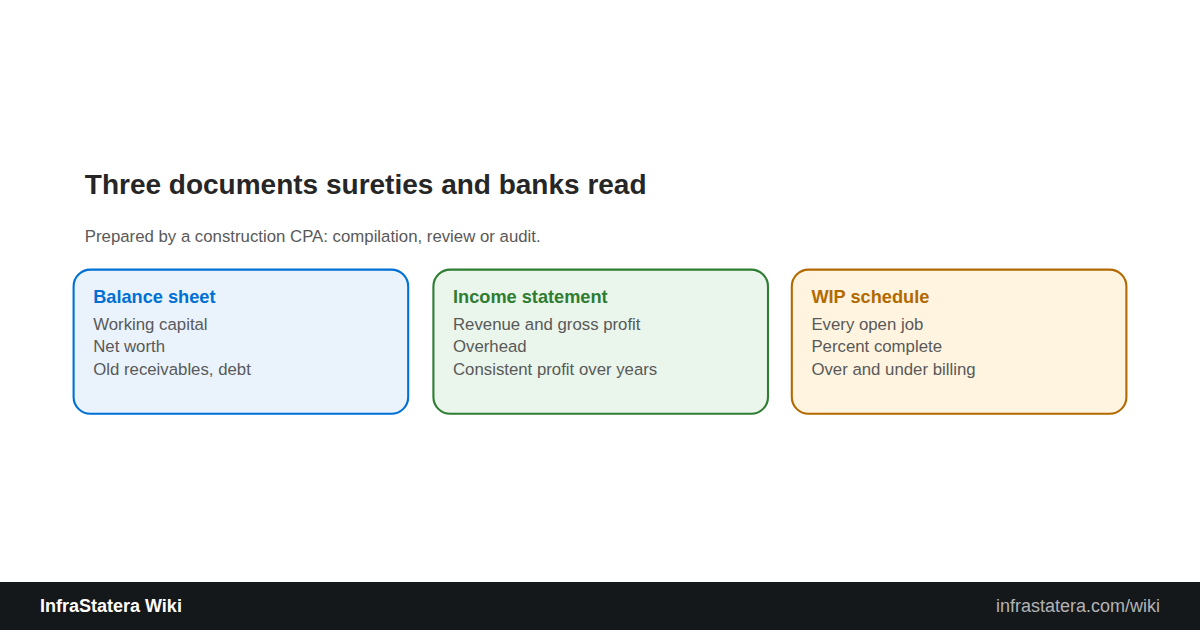 Three documents sureties and banks read
Prepared by a construction CPA: compilation, review or audit.
Balance sheet
Working capital
Net worth
Old receivables, debt
Income statement
Revenue and gross profit
Overhead
Consistent profit over years
WIP schedule
Every open job
Percent complete
Over and under billing
InfraStatera Wiki
infrastatera.com/wiki